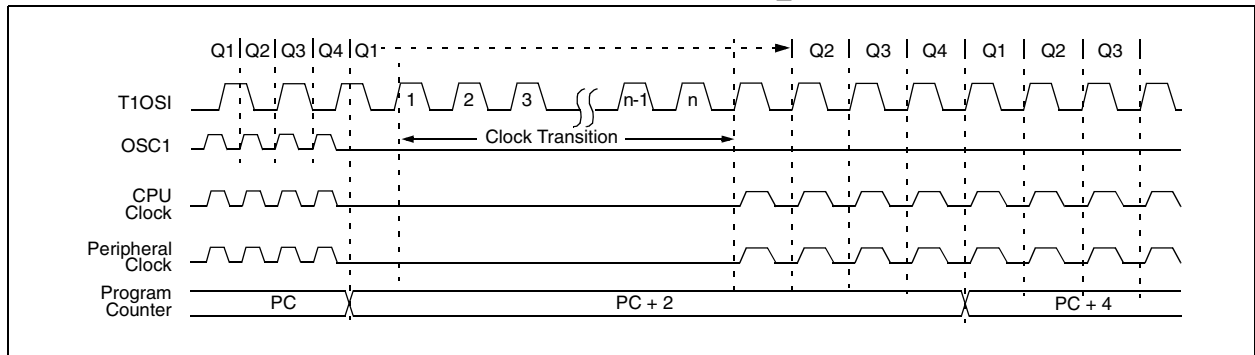 Q1 Q2 Q3 Q4 Q1 Q2 Q3 Q4 Q1 Q2 Q3
T1OSI 1 2 3 n-1 n
Clock Transition
OSC1
CPU
Clock
Peripheral
Clock
Program
Counter
PC PC + 2 PC + 4